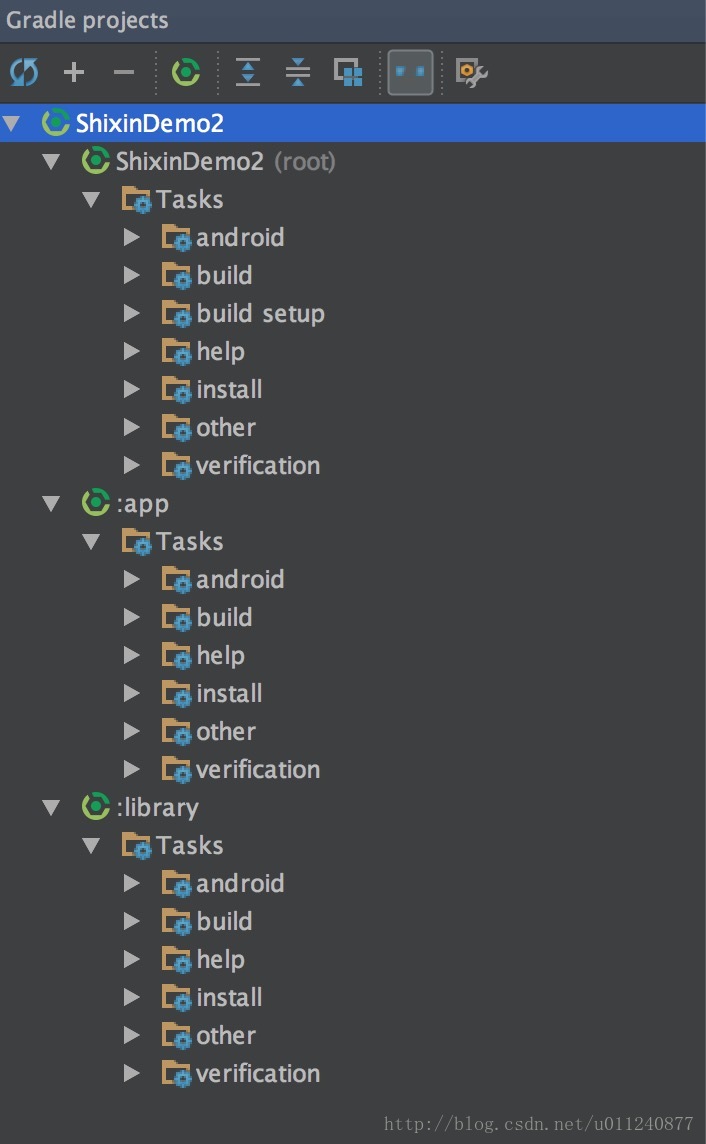 Gradle projects
ShixinDemo2
ShixinDemo2 (root)
Tasks
android
build
build setup
help
install
other
verification
:app
Tasks
android
build
help
install
other
verification
:library
Tasks
android
build
help
install
other
verification
http://blog.csdn.net/u011240877